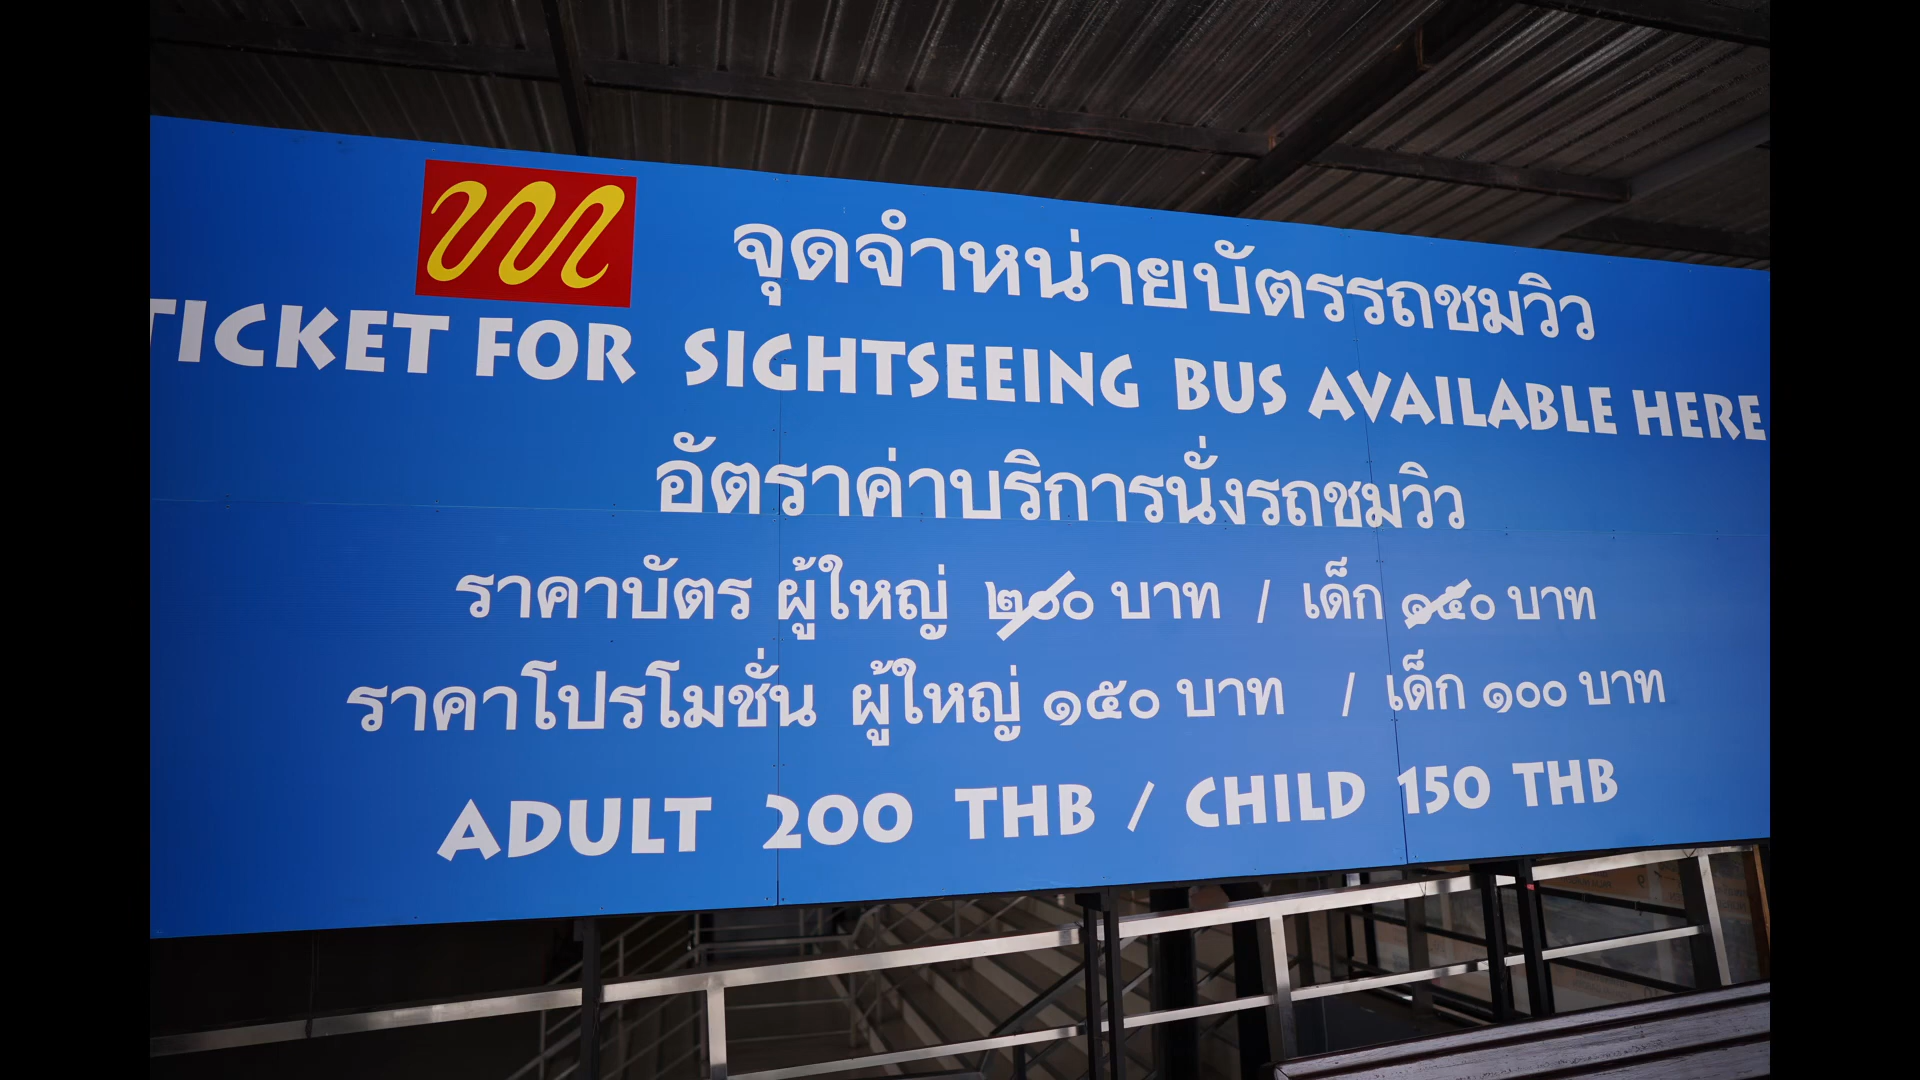 จุดจำหน่ายบัตรรถชมวิว
TICKET FOR SIGHTSEEING BUS AVAILABLE HERE
อัตราค่าบริการนั่งรถชมวิว
ราคาบัตร ผู้ใหญ่ ๒๐๐ บาท / เด็ก ๑๕๐ บาท
ราคาโปรโมชั่น ผู้ใหญ่ ๑๕๐ บาท / เด็ก ๑๐๐ บาท
ADULT 200 THB / CHILD 150 THB